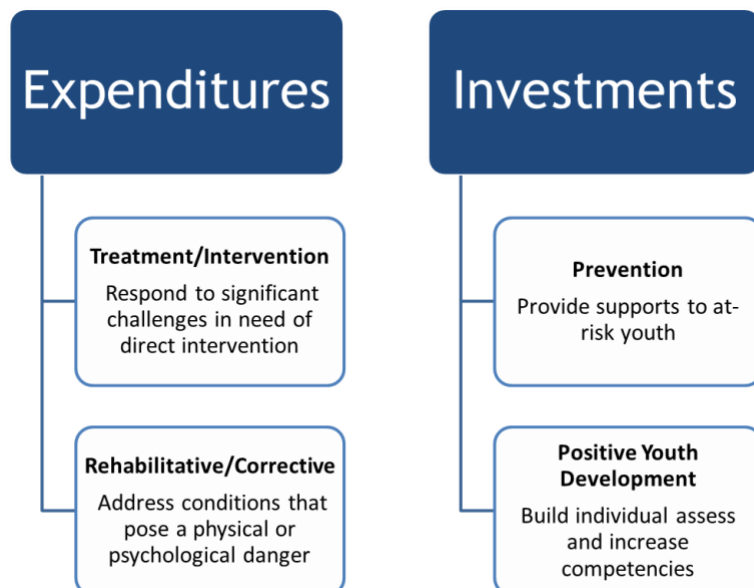 Expenditures
Treatment/Intervention
Respond to significant
challenges in need of
direct intervention
Rehabilitative/Corrective
Address conditions that
pose a physical or
psychological danger
Investments
Prevention
Provide supports to at-
risk youth
Positive Youth
Development
Build individual assess
and increase
competencies